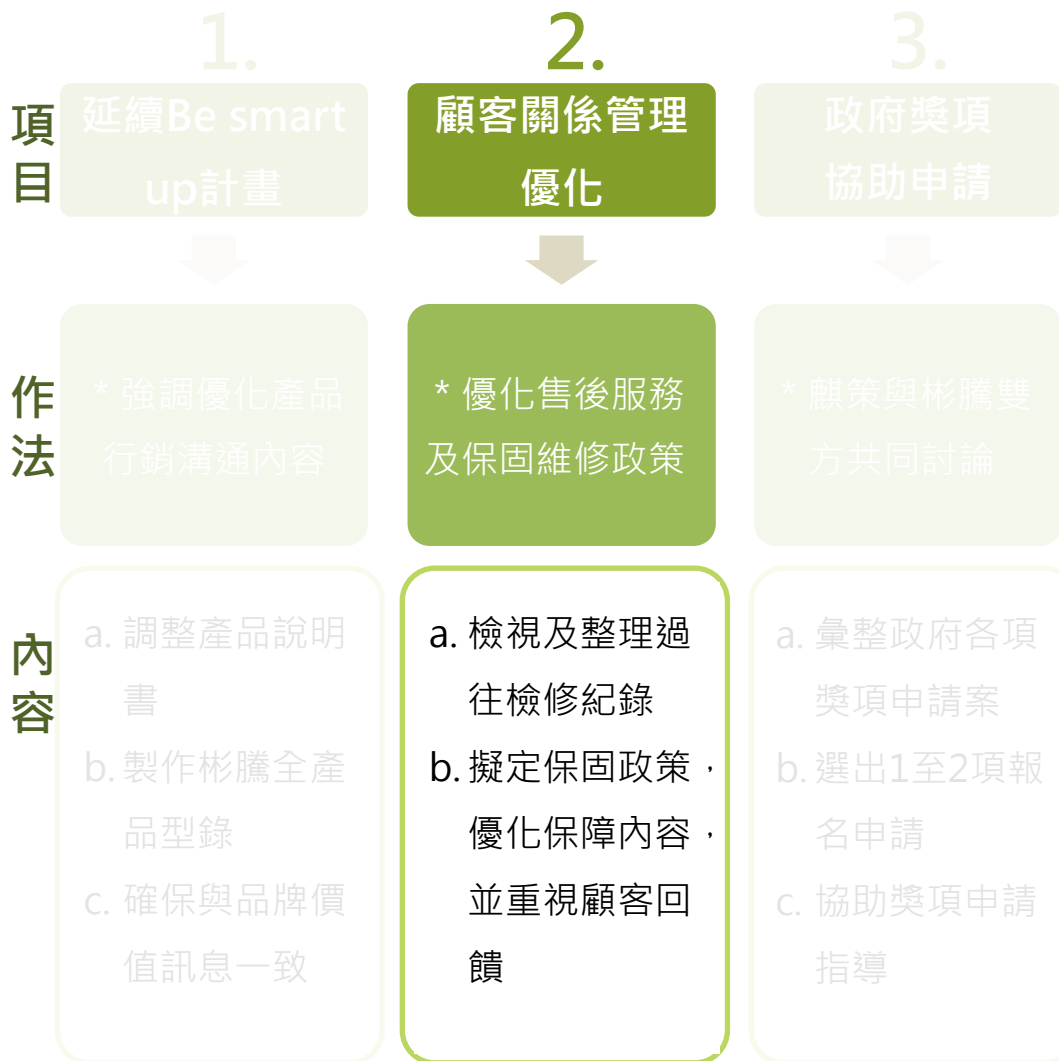 1.
2.
3.
項目
延續Be smart
up計畫
顧客關係管理
優化
政府獎項
協助申請
作法
* 強調優化產品
行銷溝通內容
* 優化售後服務
及保固維修政策
* 麒策與彬騰雙
方共同討論
內容
a. 調整產品說明
書
b. 製作彬騰全產
品型錄
c. 確保與品牌價
值訊息一致
a. 檢視及整理過
往檢修紀錄
b. 擬定保固政策，
優化保障內容，
並重視顧客回
饋
a. 彙整政府各項
獎項申請案
b. 選出1至2項報
名申請
c. 協助獎項申請
指導